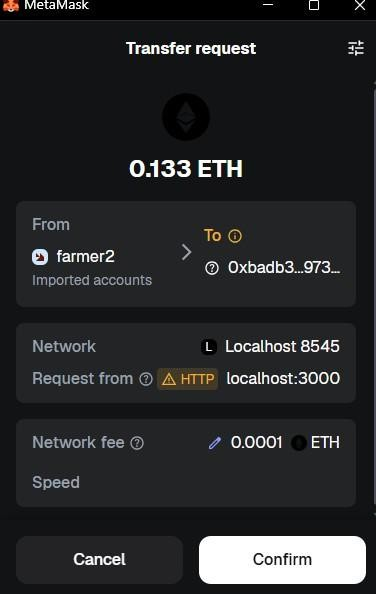 MetaMask
Transfer request
0.133 ETH
From
To
farmer2
0xbadb3...973...
Imported accounts
Network
L Localhost 8545
Request from HTTP localhost:3000
Network fee 0.0001 ETH
Speed
Cancel
Confirm